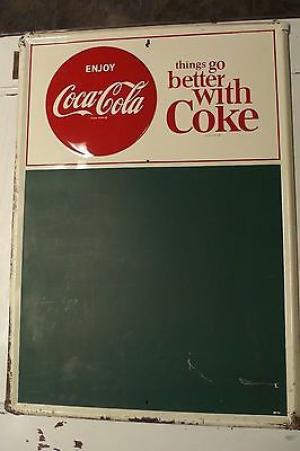 ENJOY
Coca-Cola
things go
better
with
Coke